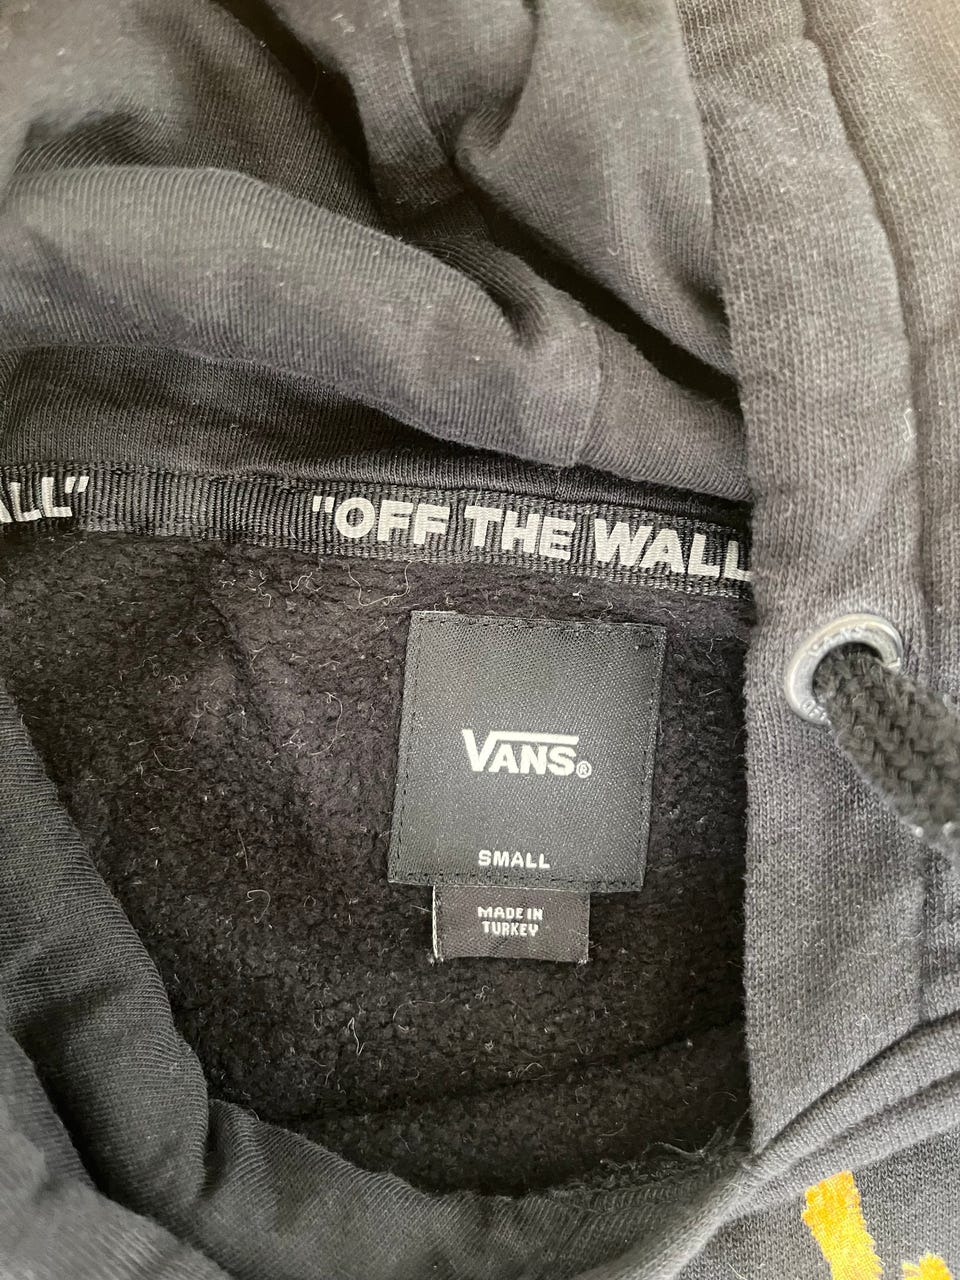 ALL"
"OFF THE WALL
VANS®
SMALL
MADE IN
TURKEY